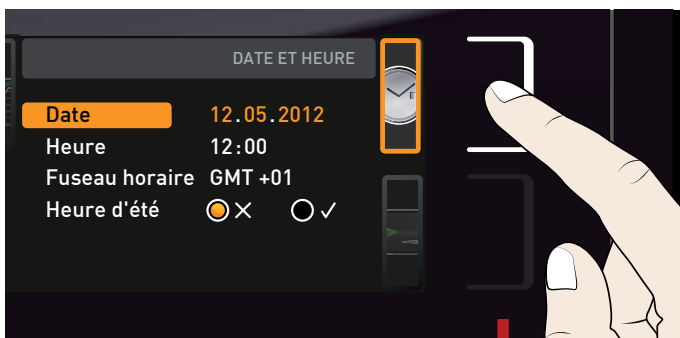 DATE ET HEURE
Date 12.05.2012
Heure 12:00
Fuseau horaire GMT +01
Heure d'été